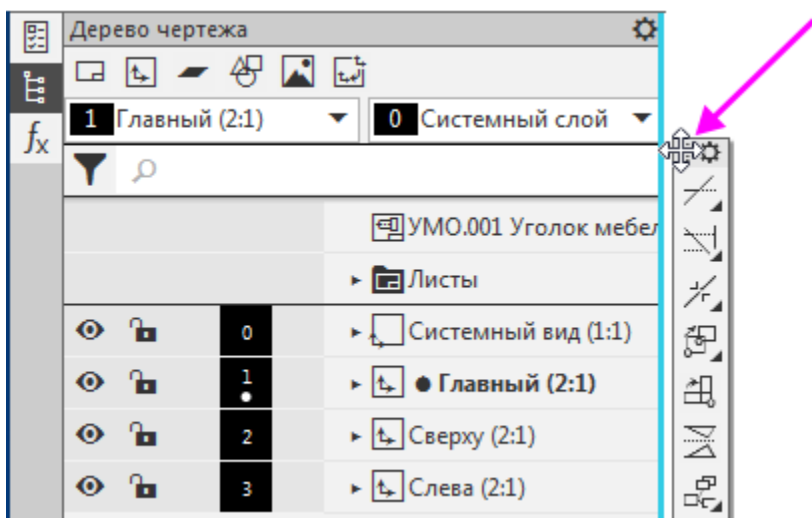 Дерево чертежа
1 Главный (2:1) 0 Системный слой
fx
УМО.001 Уголок мебел
Листы
0 Системный вид (1:1)
1 Главный (2:1)
2 Сверху (2:1)
3 Слева (2:1)